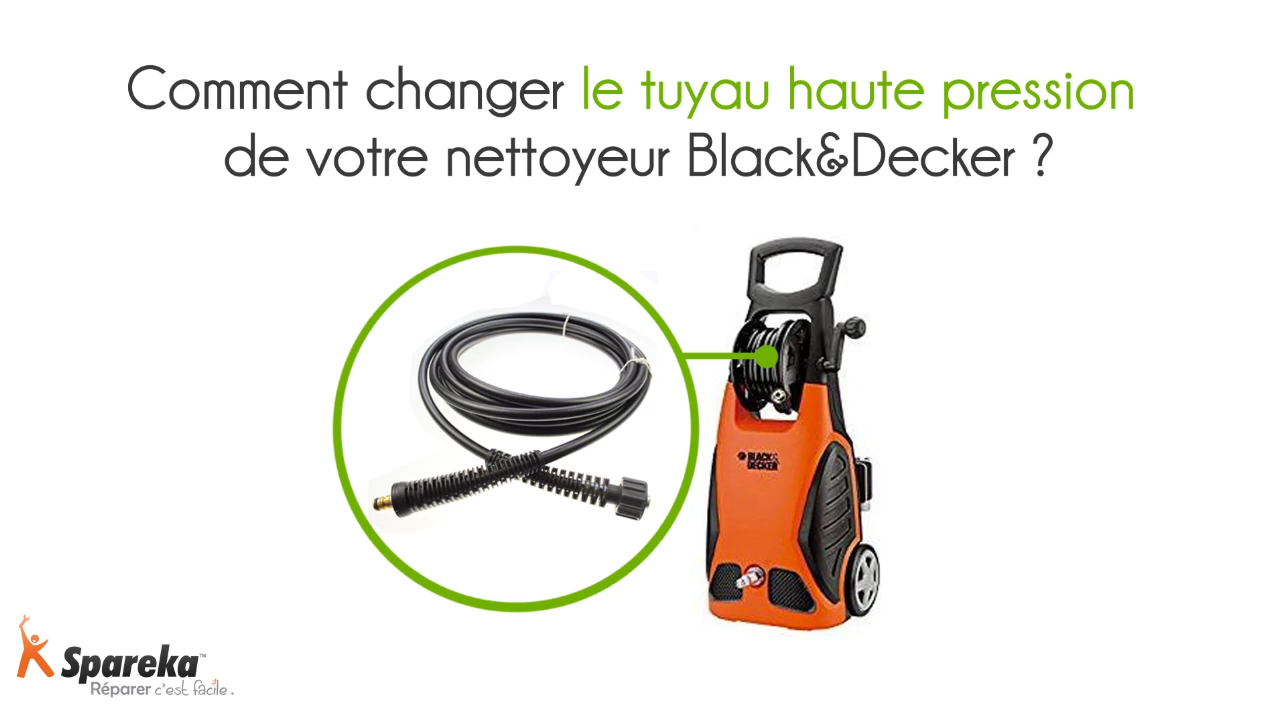 Comment changer le tuyau haute pression
de votre nettoyeur Black&Decker ?
BLACK&
DECKER
Spareka™
Réparer c'est facile.